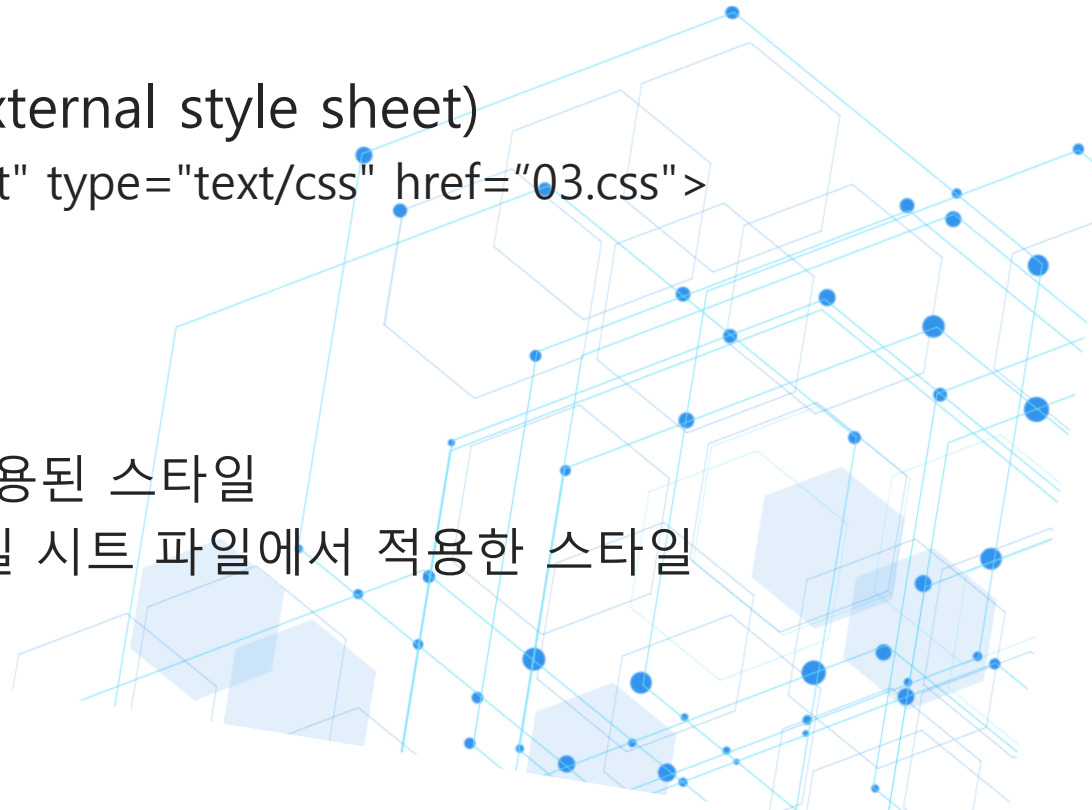 xternal style sheet)
t" type="text/css" href=“03.css">
용된 스타일
시트 파일에서 적용한 스타일